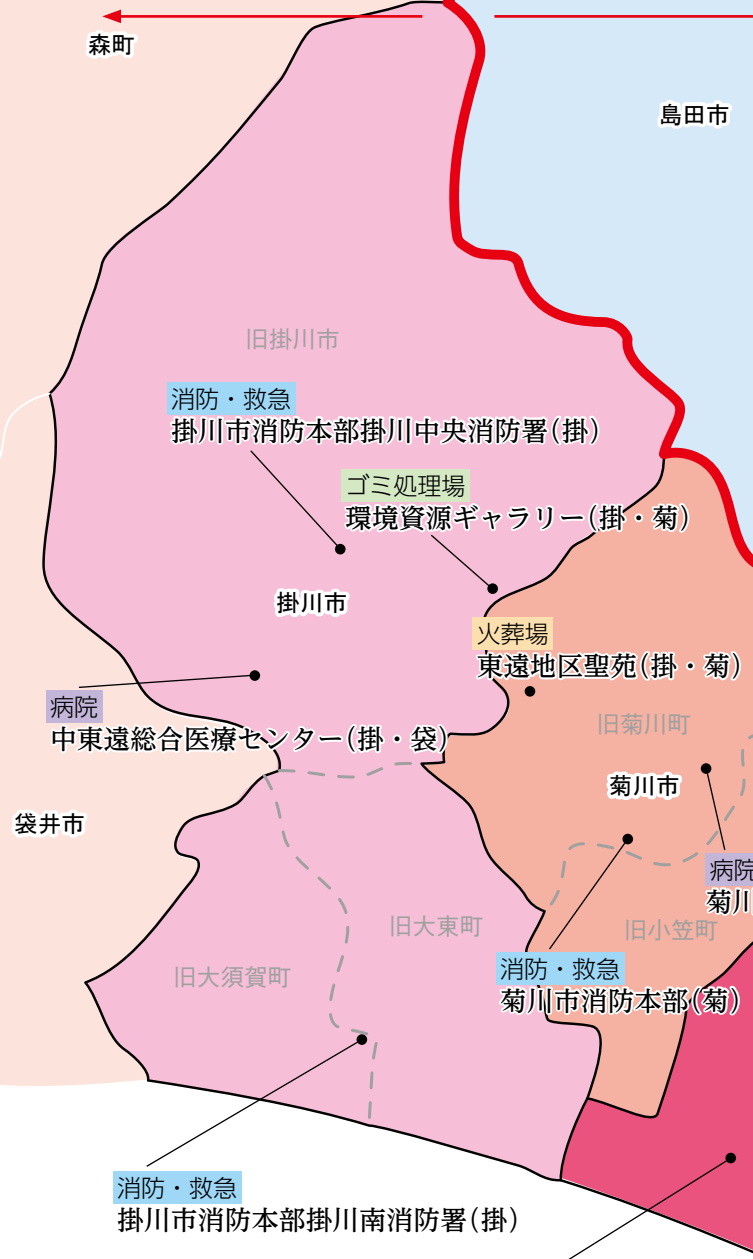 森町
島田市
旧掛川市
消防・救急
掛川市消防本部掛川中央消防署(掛)
ゴミ処理場
環境資源ギャラリー(掛・菊)
掛川市
火葬場
東遠地区聖苑(掛・菊)
病院
中東遠総合医療センター(掛・袋)
旧菊川町
菊川市
袋井市
病院
菊川
旧大東町
旧小笠町
旧大須賀町
消防・救急
菊川市消防本部(菊)
消防・救急
掛川市消防本部掛川南消防署(掛)